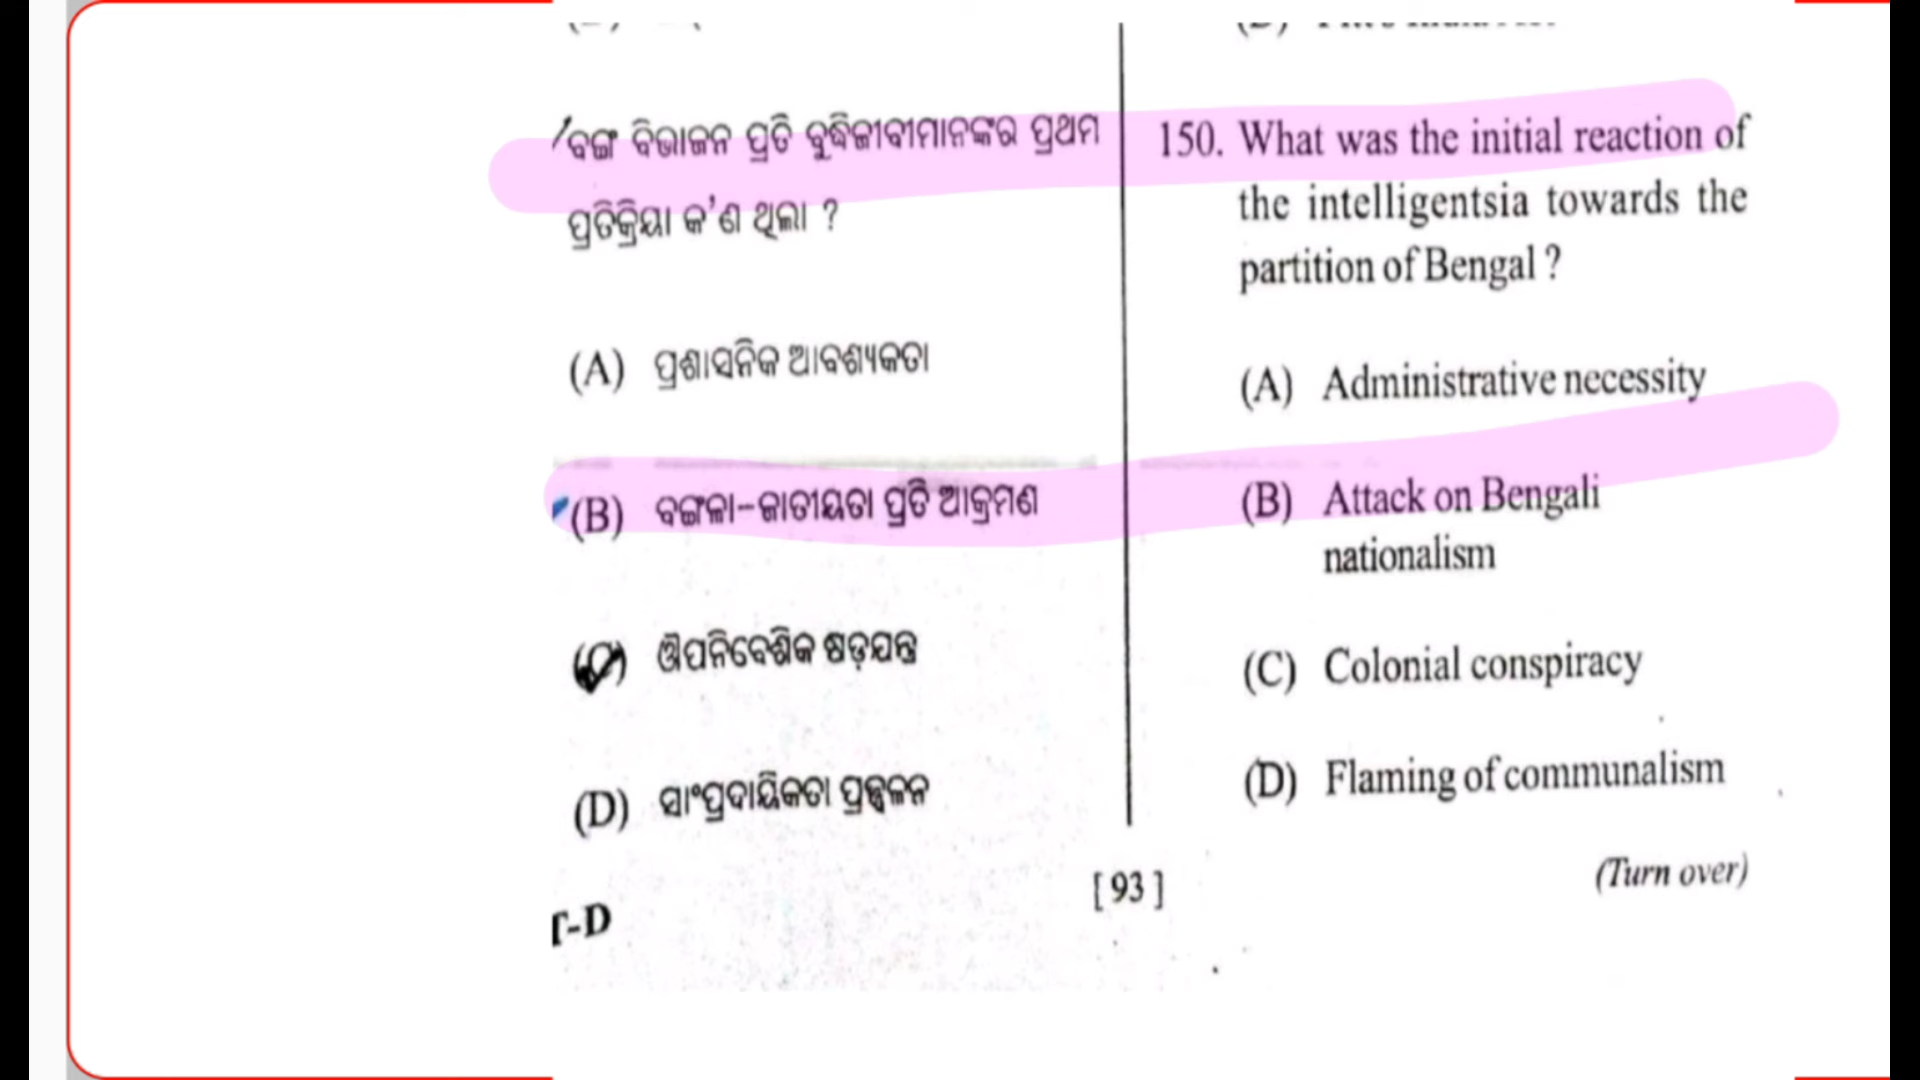 ବଙ୍ଗ ବିଭାଜନ ପ୍ରତି ବୁଦ୍ଧିଜୀବୀମାନଙ୍କର ପ୍ରଥମ
ପ୍ରତିକ୍ରିୟା କ'ଣ ଥିଲା ?
(A) ପ୍ରଶାସନିକ ଆବଶ୍ୟକତା
(B) ବଙ୍ଗଳା-ଜାତୀୟତା ପ୍ରତି ଆକ୍ରମଣ
(C) ଔପନିବେଶିକ ଷଡ଼ଯନ୍ତ୍ର
(D) ସାଂପ୍ରଦାୟିକତା ପ୍ରଜ୍ଜ୍ୱଳନ
150. What was the initial reaction of
the intelligentsia towards the
partition of Bengal ?
(A) Administrative necessity
(B) Attack on Bengali
nationalism
(C) Colonial conspiracy
(D) Flaming of communalism
[ 93 ]
(Turn over)
-D